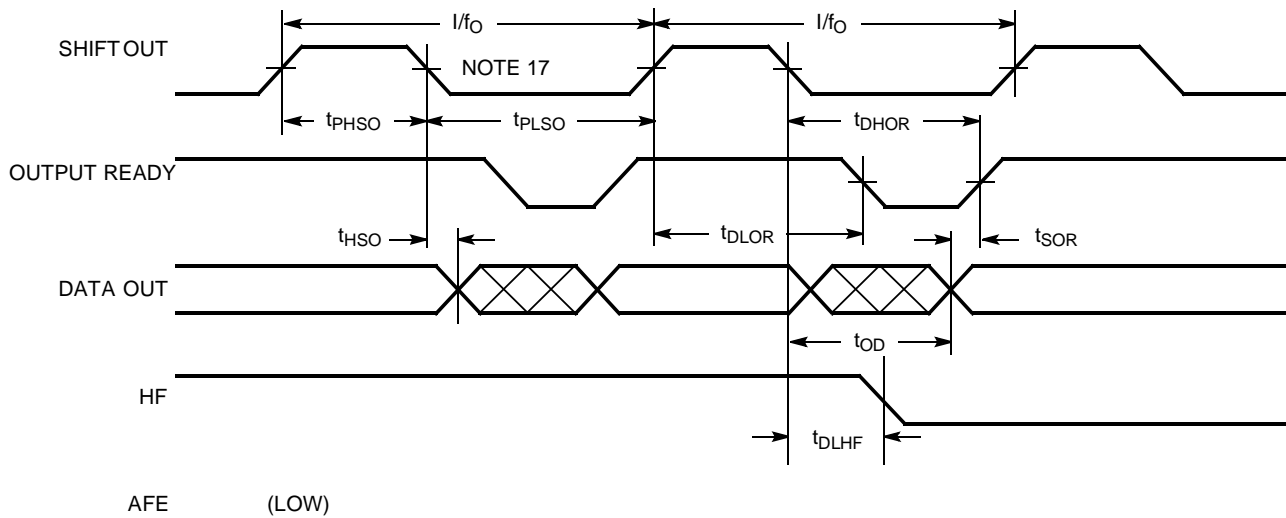 I/fO I/fO
SHIFT OUT
NOTE 17
tPHSO tPLSO tDHOR
OUTPUT READY
tHSO tDLOR tSOR
DATA OUT
tOD
HF
tDLHF
AFE (LOW)